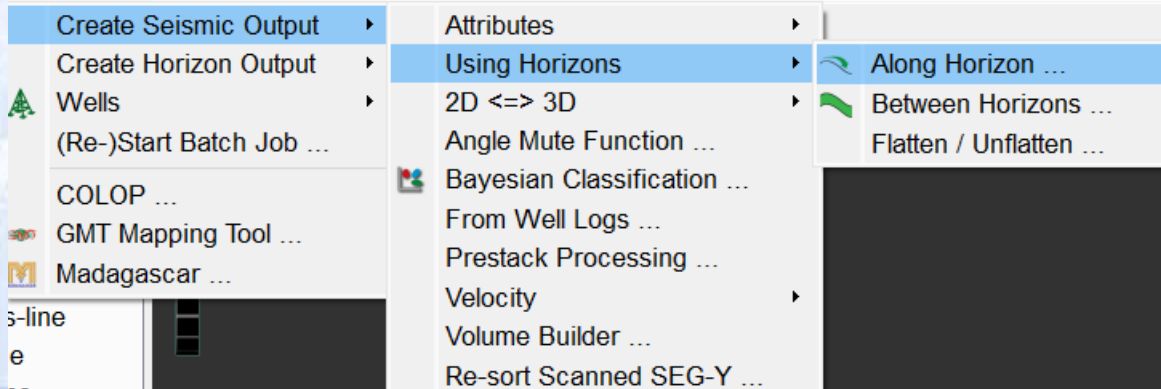 Create Seismic Output
Create Horizon Output
Wells
(Re-)Start Batch Job ...
COLOP ...
GMT Mapping Tool ...
Madagascar ...
s-line
e
Attributes
Using Horizons
2D <=> 3D
Angle Mute Function ...
Bayesian Classification ...
From Well Logs ...
Prestack Processing ...
Velocity
Volume Builder ...
Re-sort Scanned SEG-Y ...
Along Horizon ...
Between Horizons ...
Flatten / Unflatten ...